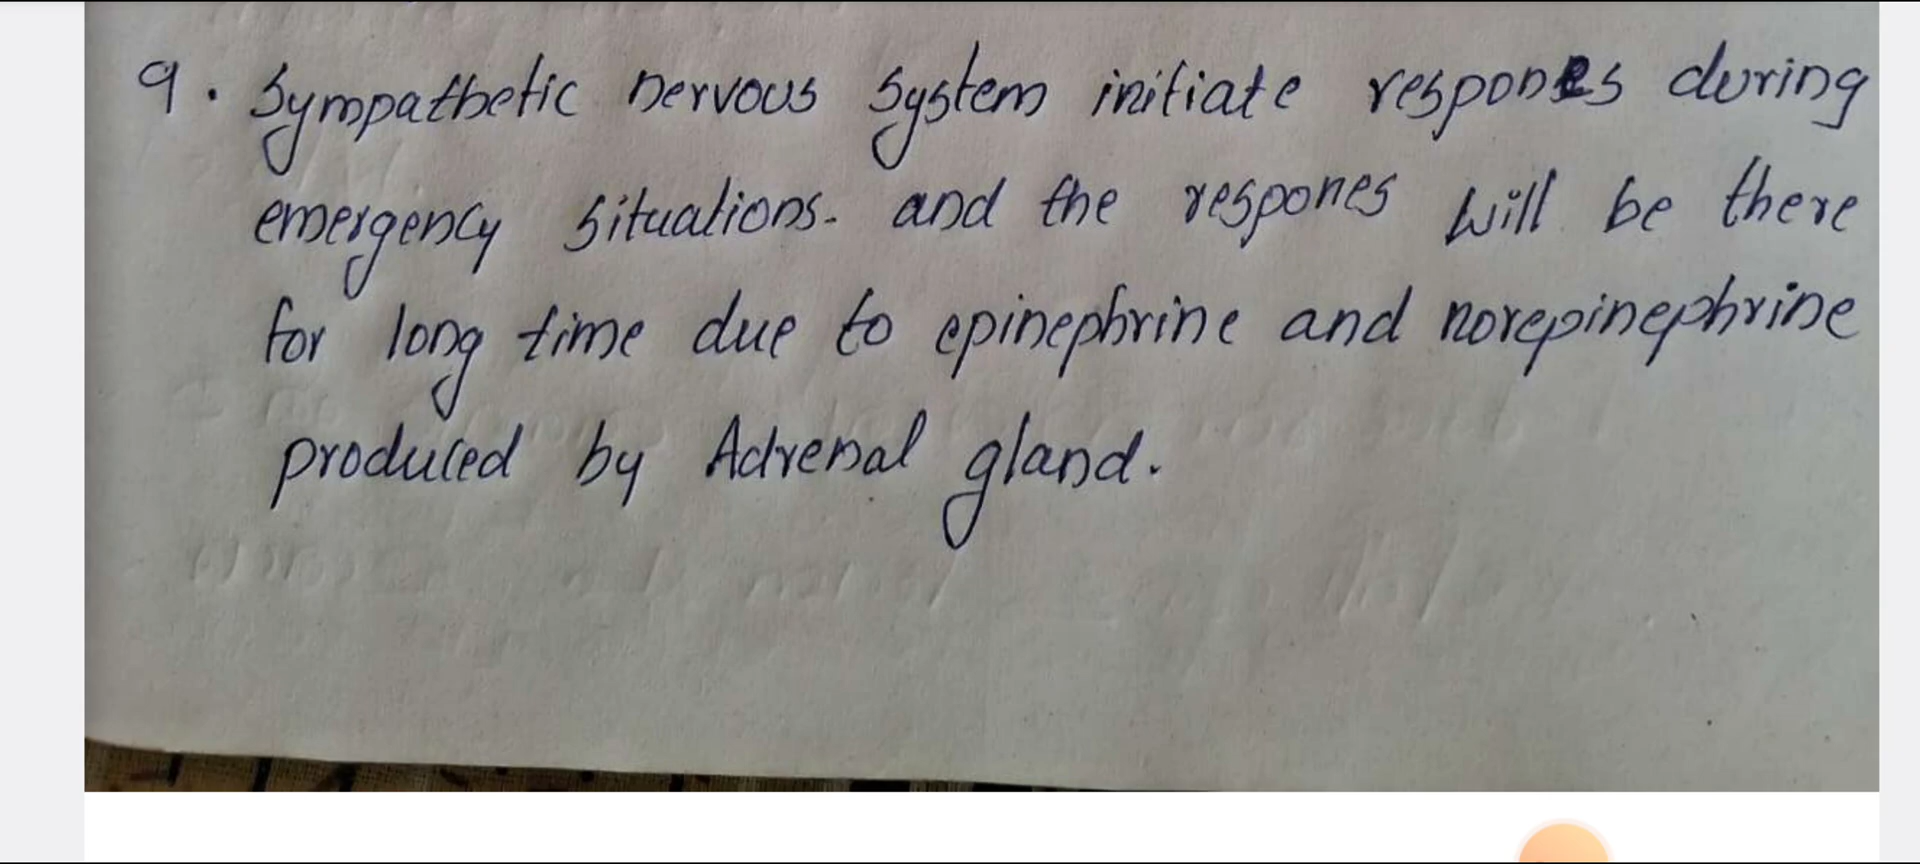 9. Sympathetic nervous system initiate respones during
emergency situations. and the respones will be there
for long time due to epinephrine and norepinephrine
produced by Adrenal gland.